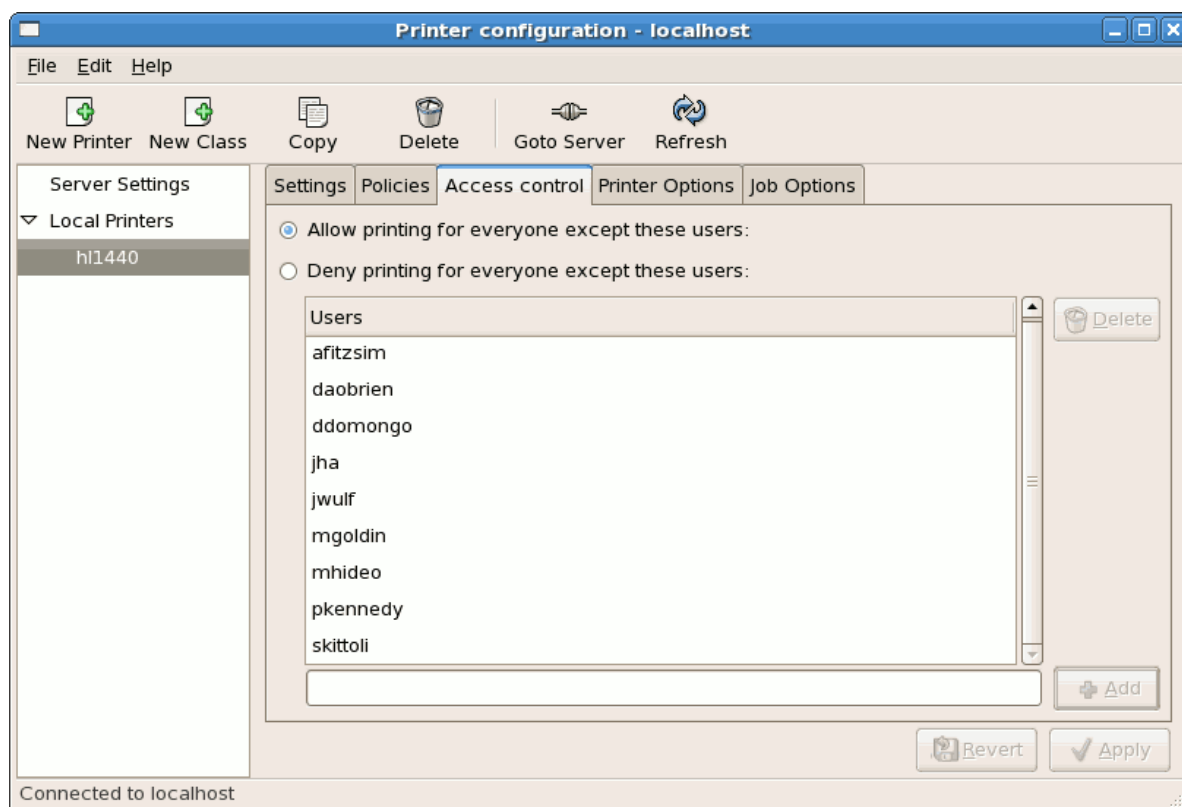 Printer configuration - localhost
File Edit Help
New Printer New Class Copy Delete Goto Server Refresh
Server Settings
Local Printers
hl1440
Settings Policies Access control Printer Options Job Options
Allow printing for everyone except these users:
Deny printing for everyone except these users:
Users
Delete
afitzsim
daobrien
ddomongo
jha
jwulf
mgoldin
mhideo
pkennedy
skittoli
Add
Revert Apply
Connected to localhost